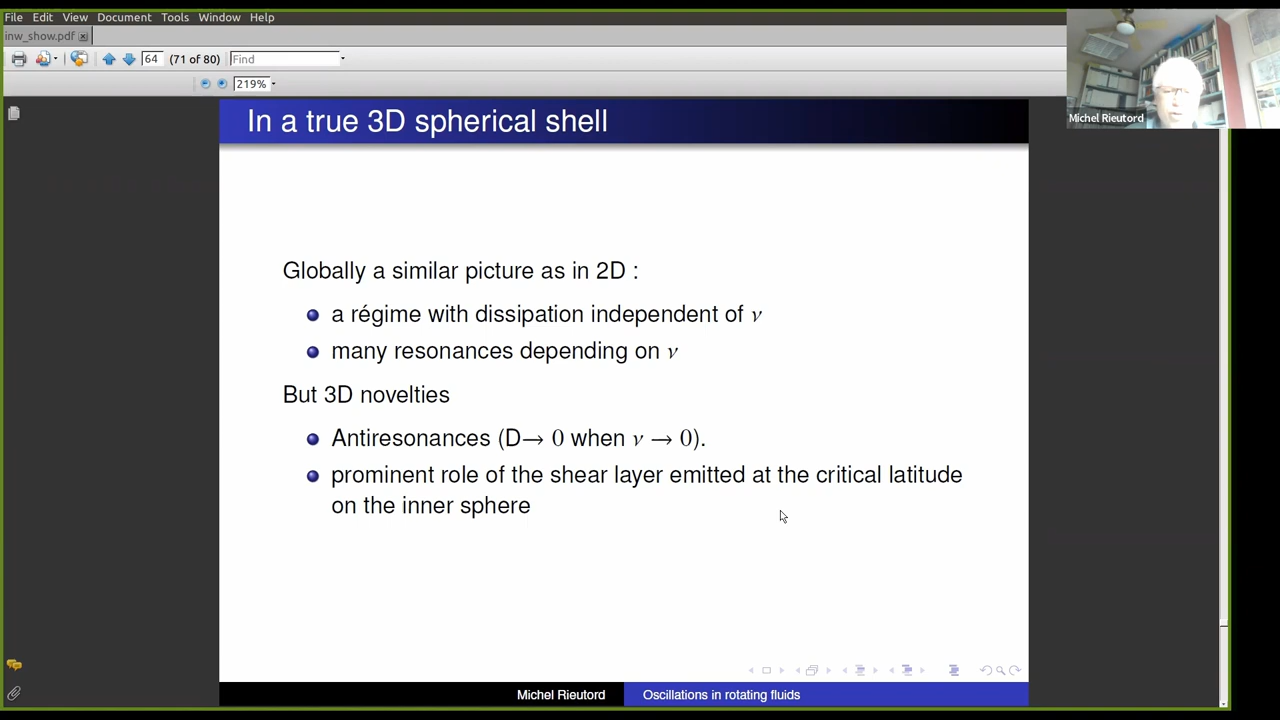 File Edit View Document Tools Window Help
inw_show.pdf
64 (71 of 80) Find
219%
Michel Rieutord
In a true 3D spherical shell
Globally a similar picture as in 2D :
a régime with dissipation independent of ν
many resonances depending on ν
But 3D novelties
Antiresonances (D→ 0 when ν → 0).
prominent role of the shear layer emitted at the critical latitude
on the inner sphere
Michel Rieutord Oscillations in rotating fluids